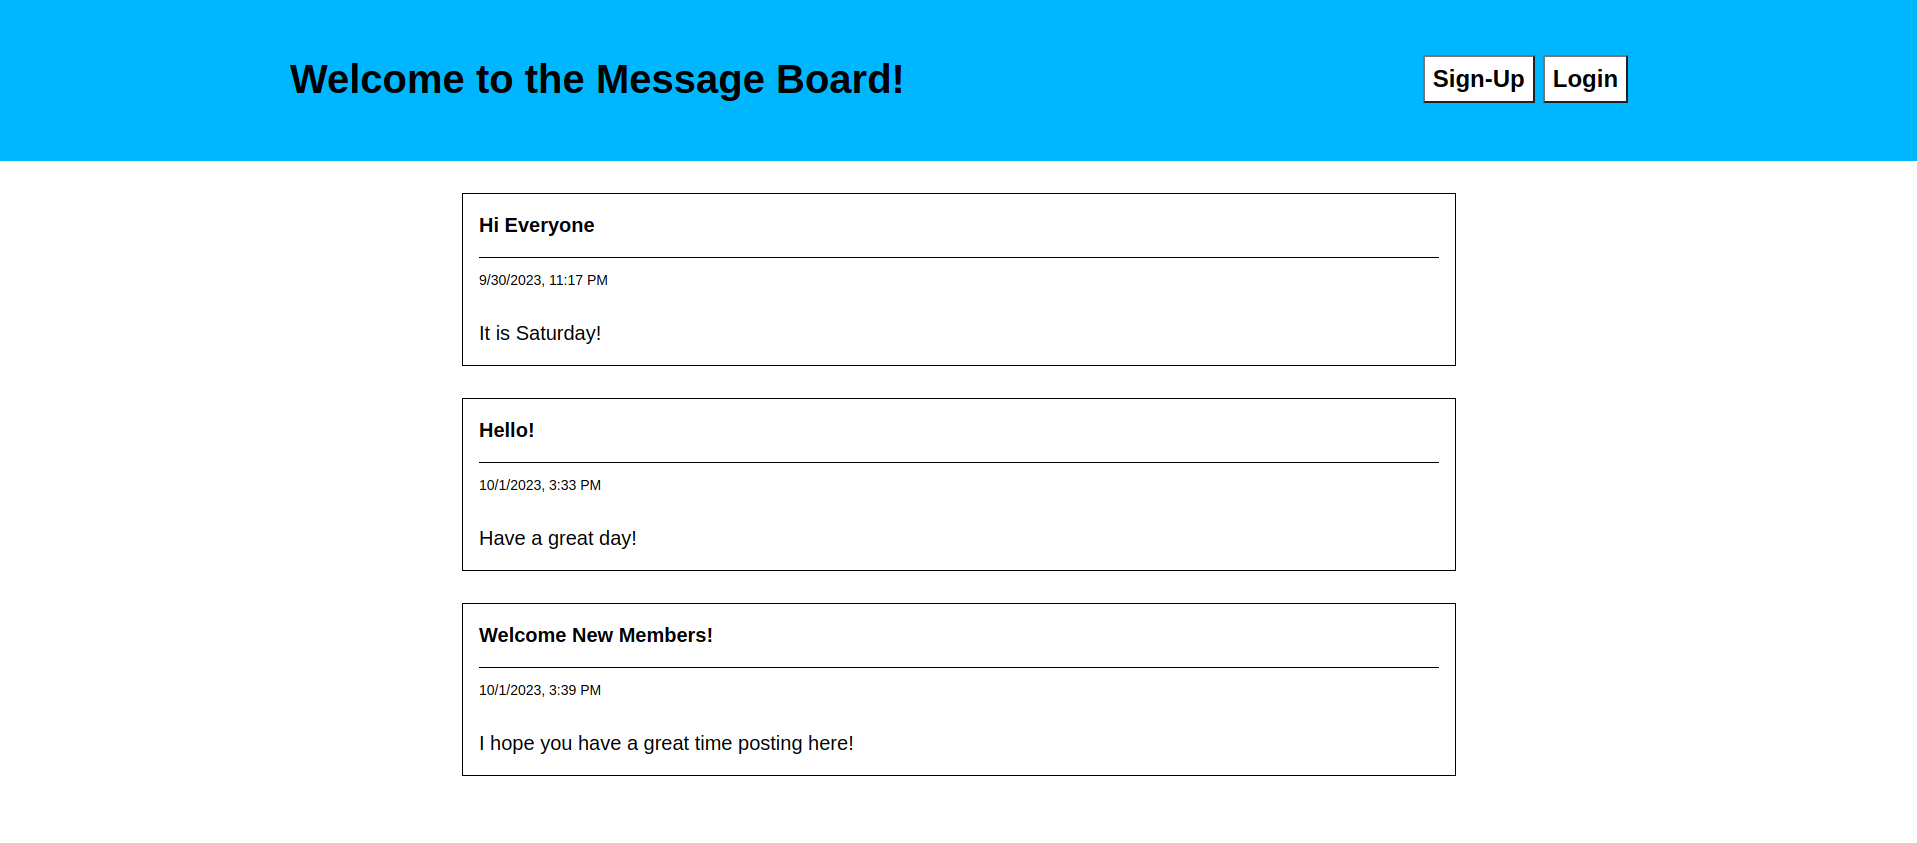 Welcome to the Message Board!
Sign-Up Login
Hi Everyone
9/30/2023, 11:17 PM
It is Saturday!
Hello!
10/1/2023, 3:33 PM
Have a great day!
Welcome New Members!
10/1/2023, 3:39 PM
I hope you have a great time posting here!